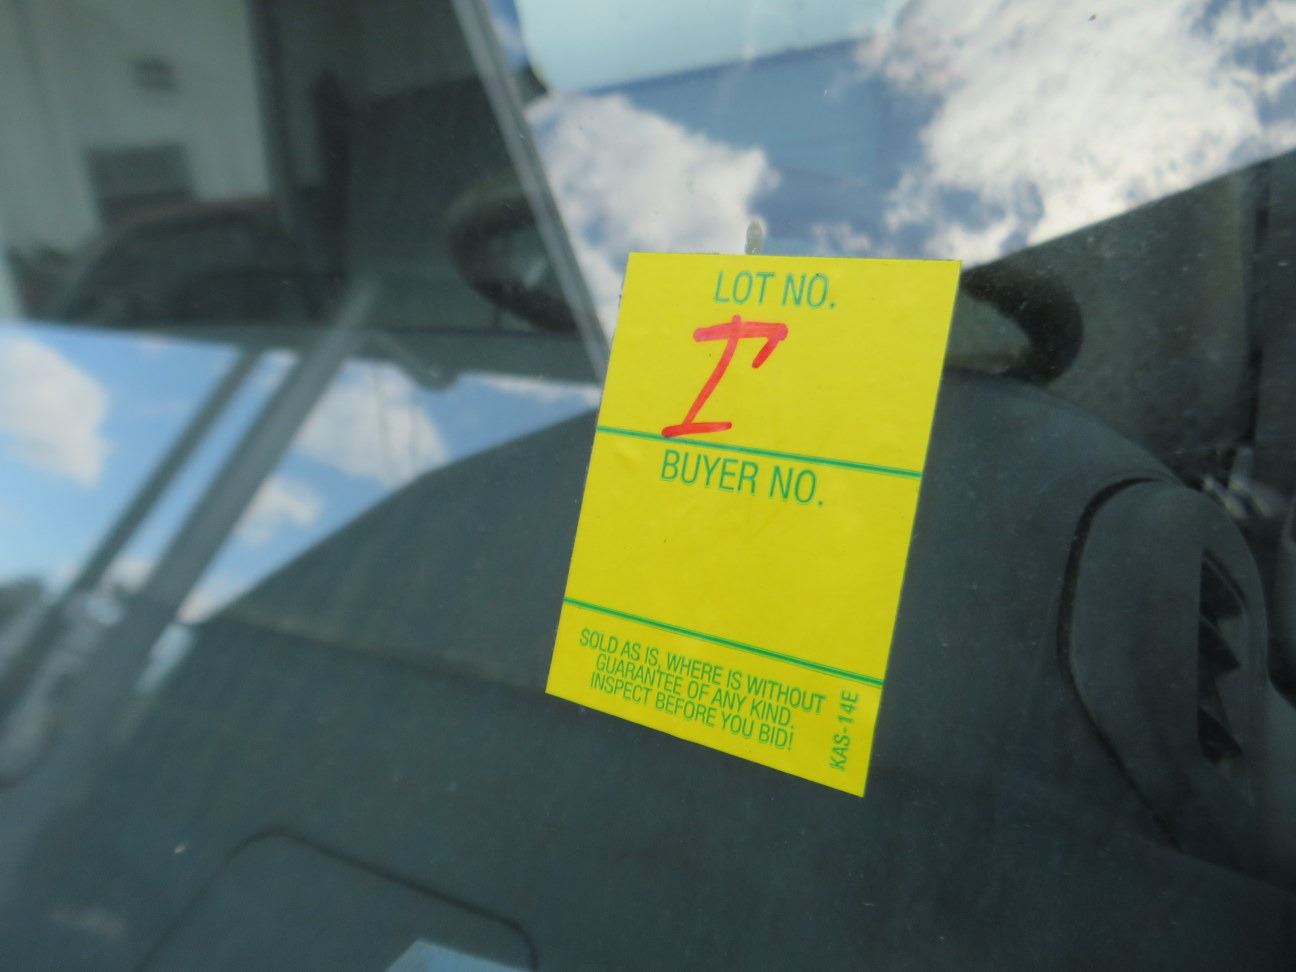 LOT NO.
I
BUYER NO.
SOLD AS IS, WHERE IS WITHOUT
GUARANTEE OF ANY KIND.
INSPECT BEFORE YOU BID!
KAS-14E